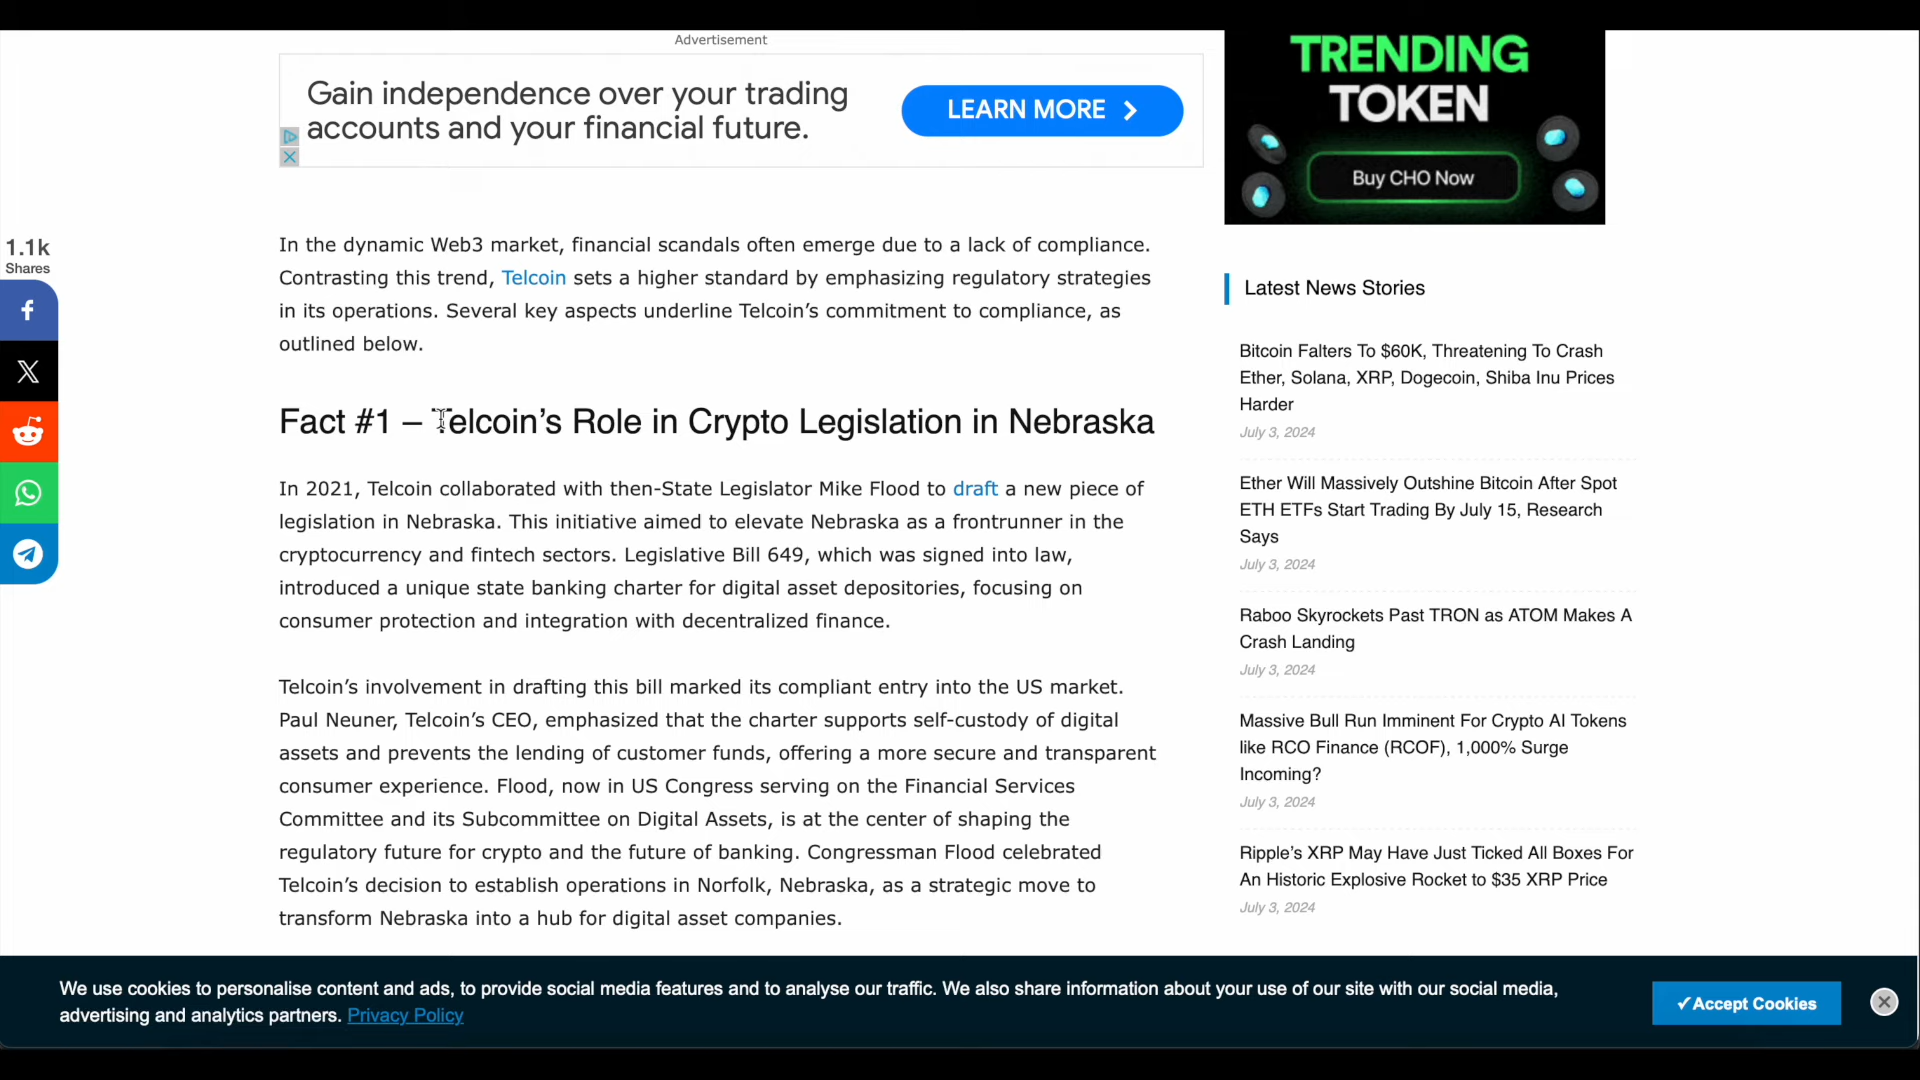 Advertisement
Gain independence over your trading
accounts and your financial future.
LEARN MORE
TRENDING
TOKEN
Buy CHO Now
1.1k
Shares
In the dynamic Web3 market, financial scandals often emerge due to a lack of compliance.
Contrasting this trend, Telcoin sets a higher standard by emphasizing regulatory strategies
in its operations. Several key aspects underline Telcoin’s commitment to compliance, as
outlined below.
Fact #1 – Telcoin’s Role in Crypto Legislation in Nebraska
In 2021, Telcoin collaborated with then-State Legislator Mike Flood to draft a new piece of
legislation in Nebraska. This initiative aimed to elevate Nebraska as a frontrunner in the
cryptocurrency and fintech sectors. Legislative Bill 649, which was signed into law,
introduced a unique state banking charter for digital asset depositories, focusing on
consumer protection and integration with decentralized finance.
Telcoin’s involvement in drafting this bill marked its compliant entry into the US market.
Paul Neuner, Telcoin’s CEO, emphasized that the charter supports self-custody of digital
assets and prevents the lending of customer funds, offering a more secure and transparent
consumer experience. Flood, now in US Congress serving on the Financial Services
Committee and its Subcommittee on Digital Assets, is at the center of shaping the
regulatory future for crypto and the future of banking. Congressman Flood celebrated
Telcoin’s decision to establish operations in Norfolk, Nebraska, as a strategic move to
transform Nebraska into a hub for digital asset companies.
Latest News Stories
Bitcoin Falters To $60K, Threatening To Crash
Ether, Solana, XRP, Dogecoin, Shiba Inu Prices
Harder
July 3, 2024
Ether Will Massively Outshine Bitcoin After Spot
ETH ETFs Start Trading By July 15, Research
Says
July 3, 2024
Raboo Skyrockets Past TRON as ATOM Makes A
Crash Landing
July 3, 2024
Massive Bull Run Imminent For Crypto AI Tokens
like RCO Finance (RCOF), 1,000% Surge
Incoming?
July 3, 2024
Ripple’s XRP May Have Just Ticked All Boxes For
An Historic Explosive Rocket to $35 XRP Price
July 3, 2024
We use cookies to personalise content and ads, to provide social media features and to analyse our traffic. We also share information about your use of our site with our social media,
advertising and analytics partners. Privacy Policy
✓Accept Cookies